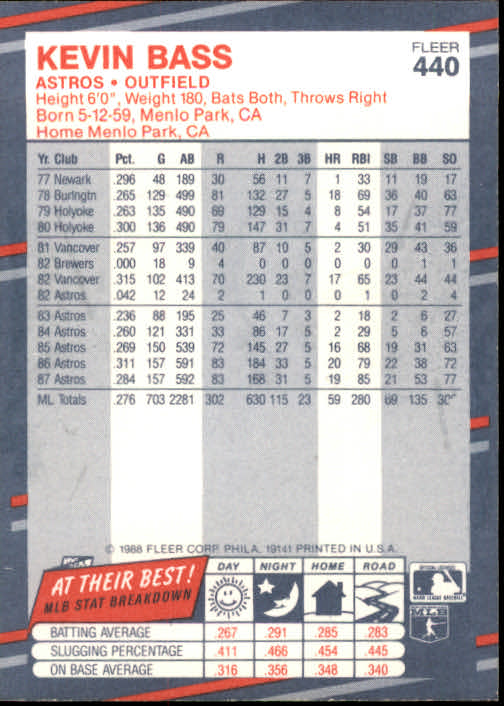 KEVIN BASS
FLEER
440
ASTROS • OUTFIELD
Height 6'0", Weight 180, Bats Both, Throws Right
Born 5-12-59, Menlo Park, CA
Home Menlo Park, CA
Yr. Club Pct. G AB R H 2B 3B HR RBI SB BB SO
77 Newark .296 48 189 30 56 11 7 1 33 11 19 17
78 Burlngtn .265 129 499 81 132 27 5 18 69 36 40 63
79 Holyoke .263 135 490 69 129 15 4 8 54 17 37 77
80 Holyoke .300 136 490 79 147 31 7 4 51 35 41 59
81 Vancover .257 97 339 40 87 10 5 2 30 29 43 36
82 Brewers .000 18 9 4 0 0 0 0 0 0 1 1
82 Vancover .315 102 413 70 230 23 7 17 65 23 44 44
82 Astros .042 12 24 2 1 0 0 0 1 0 2 4
83 Astros .236 88 195 25 46 7 3 2 18 2 6 27
84 Astros .260 121 331 33 86 17 5 2 29 5 6 57
85 Astros .269 150 539 72 145 27 5 16 68 19 31 63
86 Astros .311 157 591 83 184 33 5 20 79 22 38 72
87 Astros .284 157 592 83 168 31 5 19 85 21 53 77
ML Totals .276 703 2281 302 630 115 23 59 280 69 135
© 1988 FLEER CORP. PHILA. 19141 PRINTED IN U.S.A.
AT THEIR BEST!
MLB STAT BREAKDOWN
DAY NIGHT HOME ROAD
BATTING AVERAGE .267 .291 .285 .283
SLUGGING PERCENTAGE .411 .466 .454 .445
ON BASE AVERAGE .316 .356 .348 .340
MAJOR LEAGUE BASEBALL